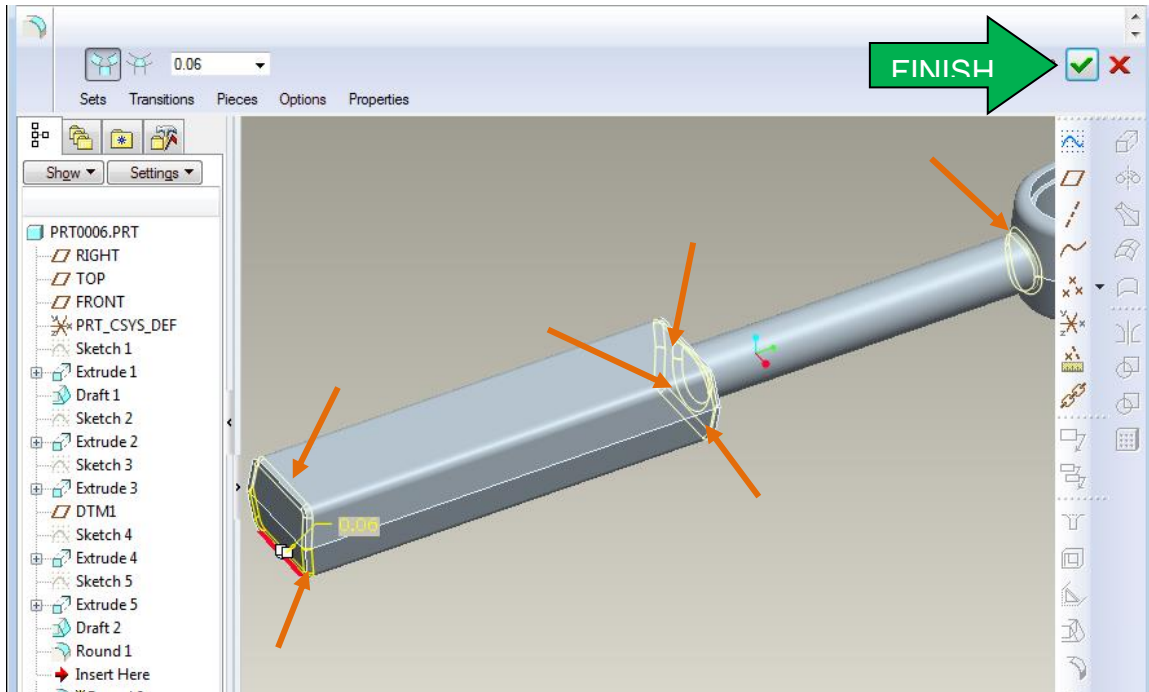 0.06
FINISH
Sets Transitions Pieces Options Properties
Show Settings
PRT0006.PRT
RIGHT
TOP
FRONT
PRT_CSYS_DEF
Sketch 1
Extrude 1
Draft 1
Sketch 2
Extrude 2
Sketch 3
Extrude 3
DTM1
Sketch 4
Extrude 4
Sketch 5
Extrude 5
Draft 2
Round 1
Insert Here
0.06